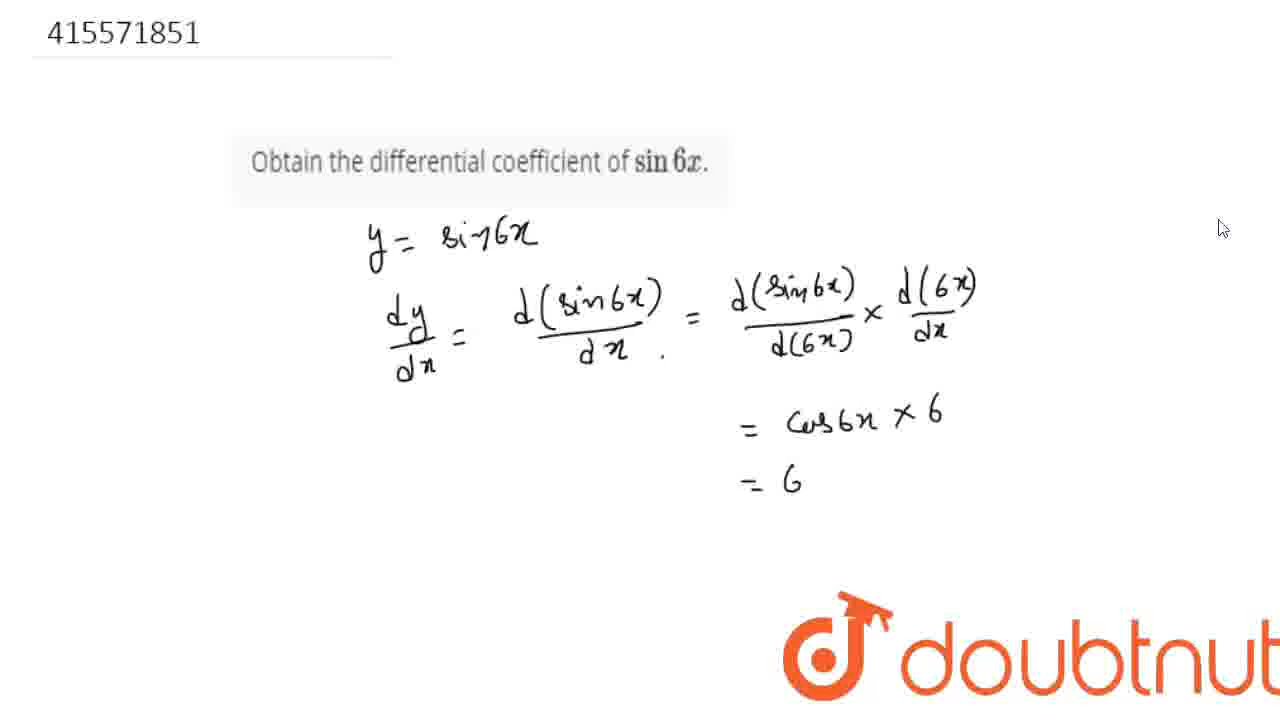 415571851
Obtain the differential coefficient of sin 6x.
y = sin6x
dy/dx = d(sin6x)/dx = d(sin6x)/d(6x) × d(6x)/dx
= cos6x × 6
= 6
doubtnut